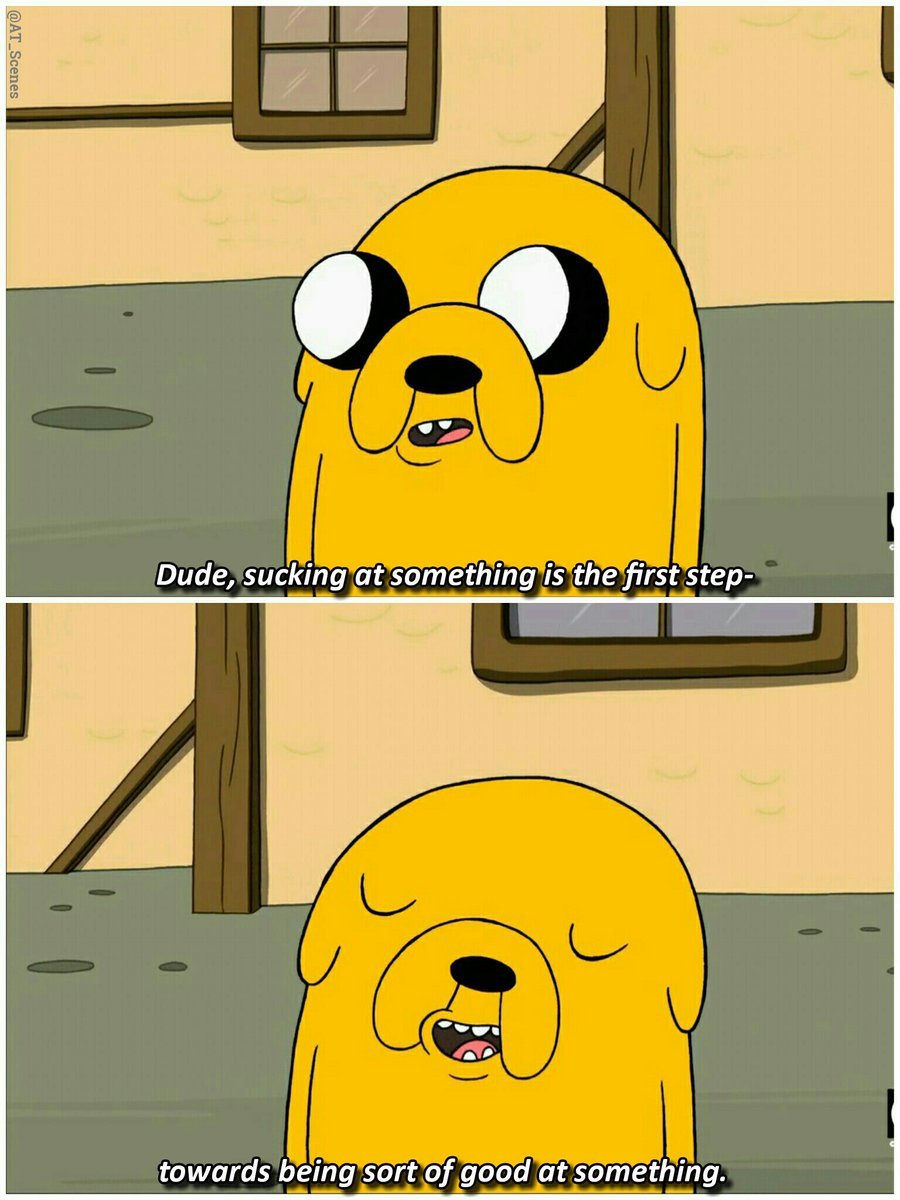 @AT_Scenes
Dude, sucking at something is the first step-
towards being sort of good at something.